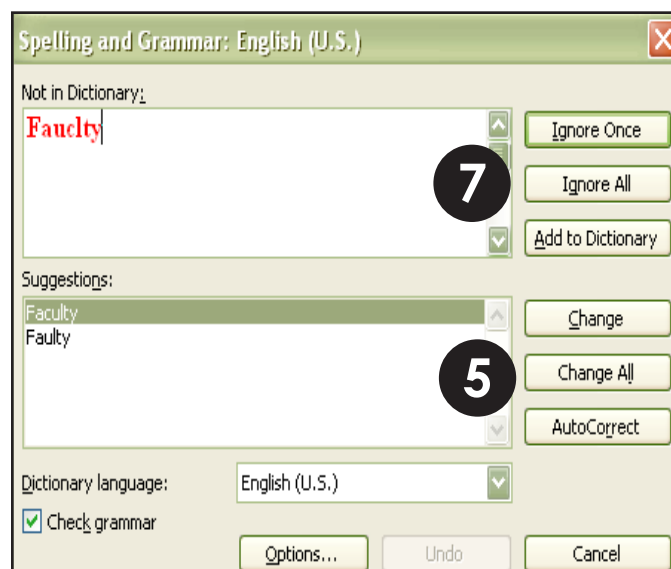 Spelling and Grammar: English (U.S.)
Not in Dictionary:
Fauclty
Ignore Once
7
Ignore All
Add to Dictionary
Suggestions:
Faculty
Faulty
Change
5
Change All
AutoCorrect
Dictionary language:
English (U.S.)
Check grammar
Options...
Undo
Cancel